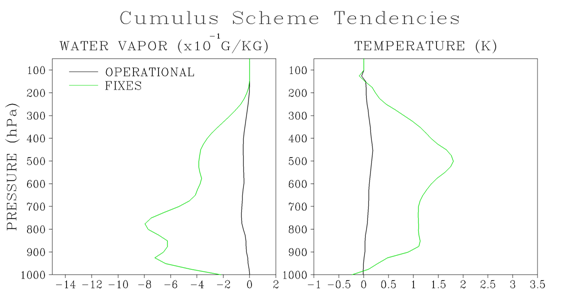 Cumulus Scheme Tendencies
WATER VAPOR (x10⁻¹G/KG)
TEMPERATURE (K)
OPERATIONAL
FIXES
PRESSURE (hPa)
100
200
300
400
500
600
700
800
900
1000
-14 -12 -10 -8 -6 -4 -2 0 2
100
200
300
400
500
600
700
800
900
1000
-1 -0.5 0 0.5 1 1.5 2 2.5 3 3.5